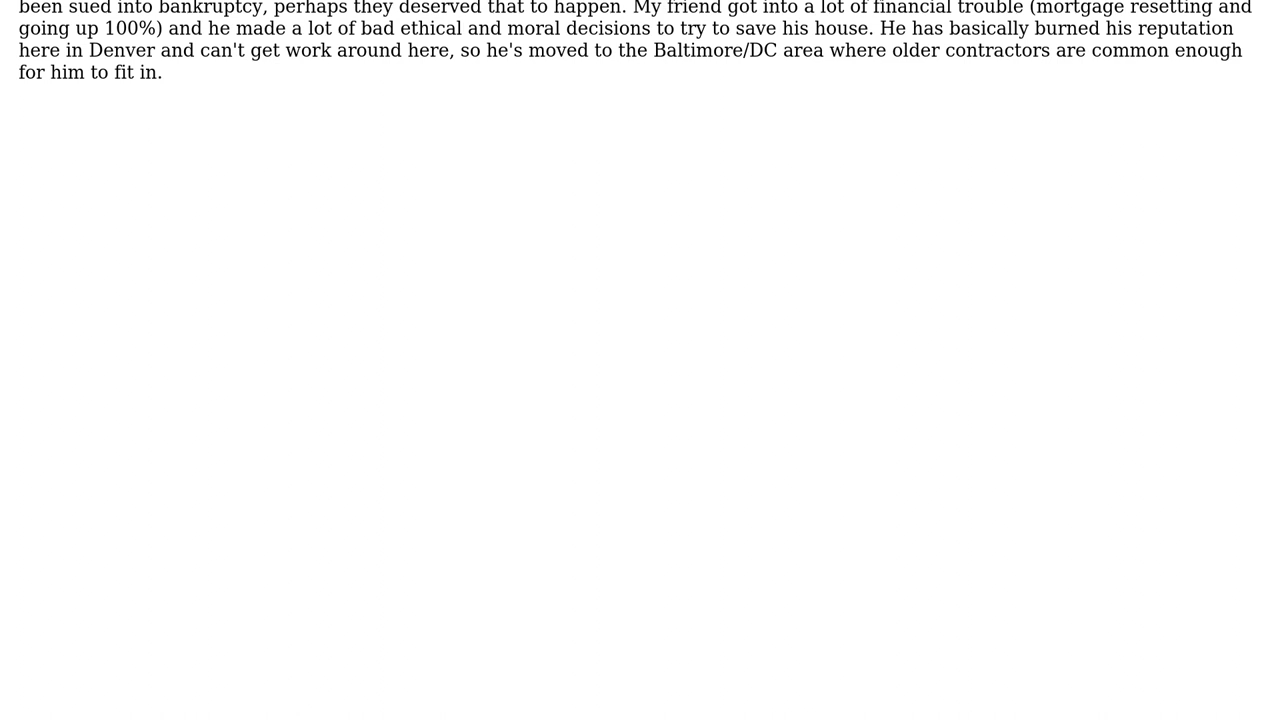 been sued into bankruptcy, perhaps they deserved that to happen. My friend got into a lot of financial trouble (mortgage resetting and
going up 100%) and he made a lot of bad ethical and moral decisions to try to save his house. He has basically burned his reputation
here in Denver and can't get work around here, so he's moved to the Baltimore/DC area where older contractors are common enough
for him to fit in.